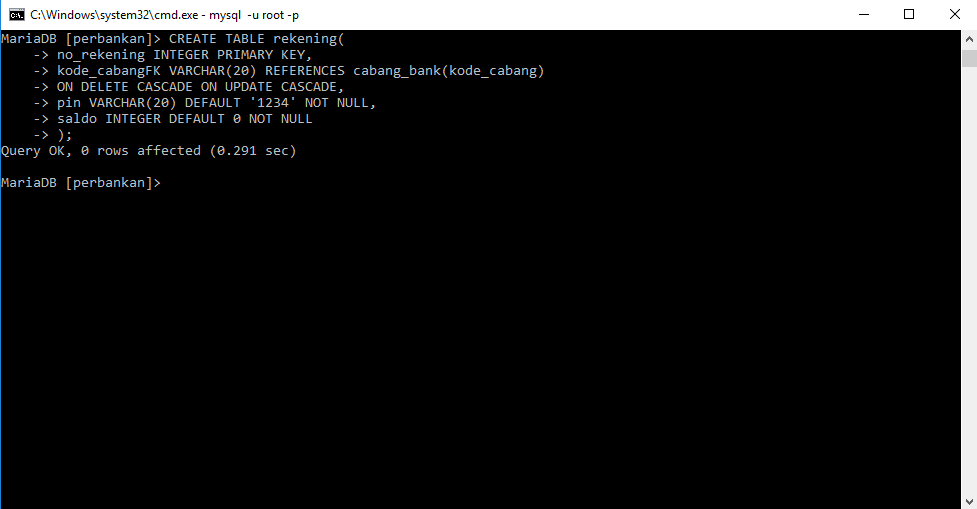 C:\Windows\system32\cmd.exe - mysql -u root -p
MariaDB [perbankan]> CREATE TABLE rekening(
    -> no_rekening INTEGER PRIMARY KEY,
    -> kode_cabangFK VARCHAR(20) REFERENCES cabang_bank(kode_cabang)
    -> ON DELETE CASCADE ON UPDATE CASCADE,
    -> pin VARCHAR(20) DEFAULT '1234' NOT NULL,
    -> saldo INTEGER DEFAULT 0 NOT NULL
    -> );
Query OK, 0 rows affected (0.291 sec)
MariaDB [perbankan]>